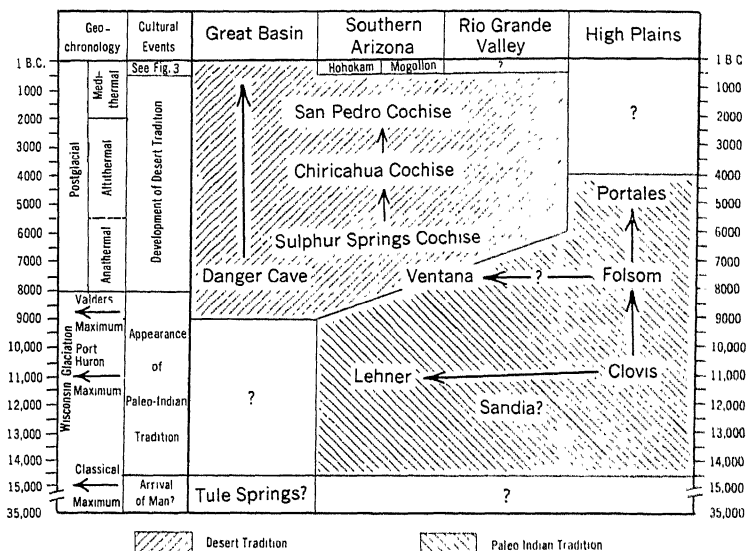 Geo-
chronology
Cultural
Events
Great Basin
Southern
Arizona
Rio Grande
Valley
High Plains
1 B.C.
1000
2000
3000
4000
5000
6000
7000
8000
9000
10,000
11,000
12,000
13,000
14,000
15,000
35,000
Postglacial
Medi-
thermal
Altithermal
Anathermal
Wisconsin Glaciation
Valders
Maximum
Port
Huron
Maximum
Classical
Maximum
See Fig. 3
Development of Desert Tradition
Appearance
of
Paleo-Indian
Tradition
Arrival
of Man?
Hohokam
Mogollon
?
San Pedro Cochise
Chiricahua Cochise
Sulphur Springs Cochise
Danger Cave
Ventana
?
Folsom
Portales
?
Lehner
Clovis
Sandia?
?
Tule Springs?
?
1 B C.
1000
2000
3000
4000
5000
6000
7000
8000
9000
10,000
11,000
12,000
13,000
14,000
15,000
35,000
Desert Tradition
Paleo Indian Tradition